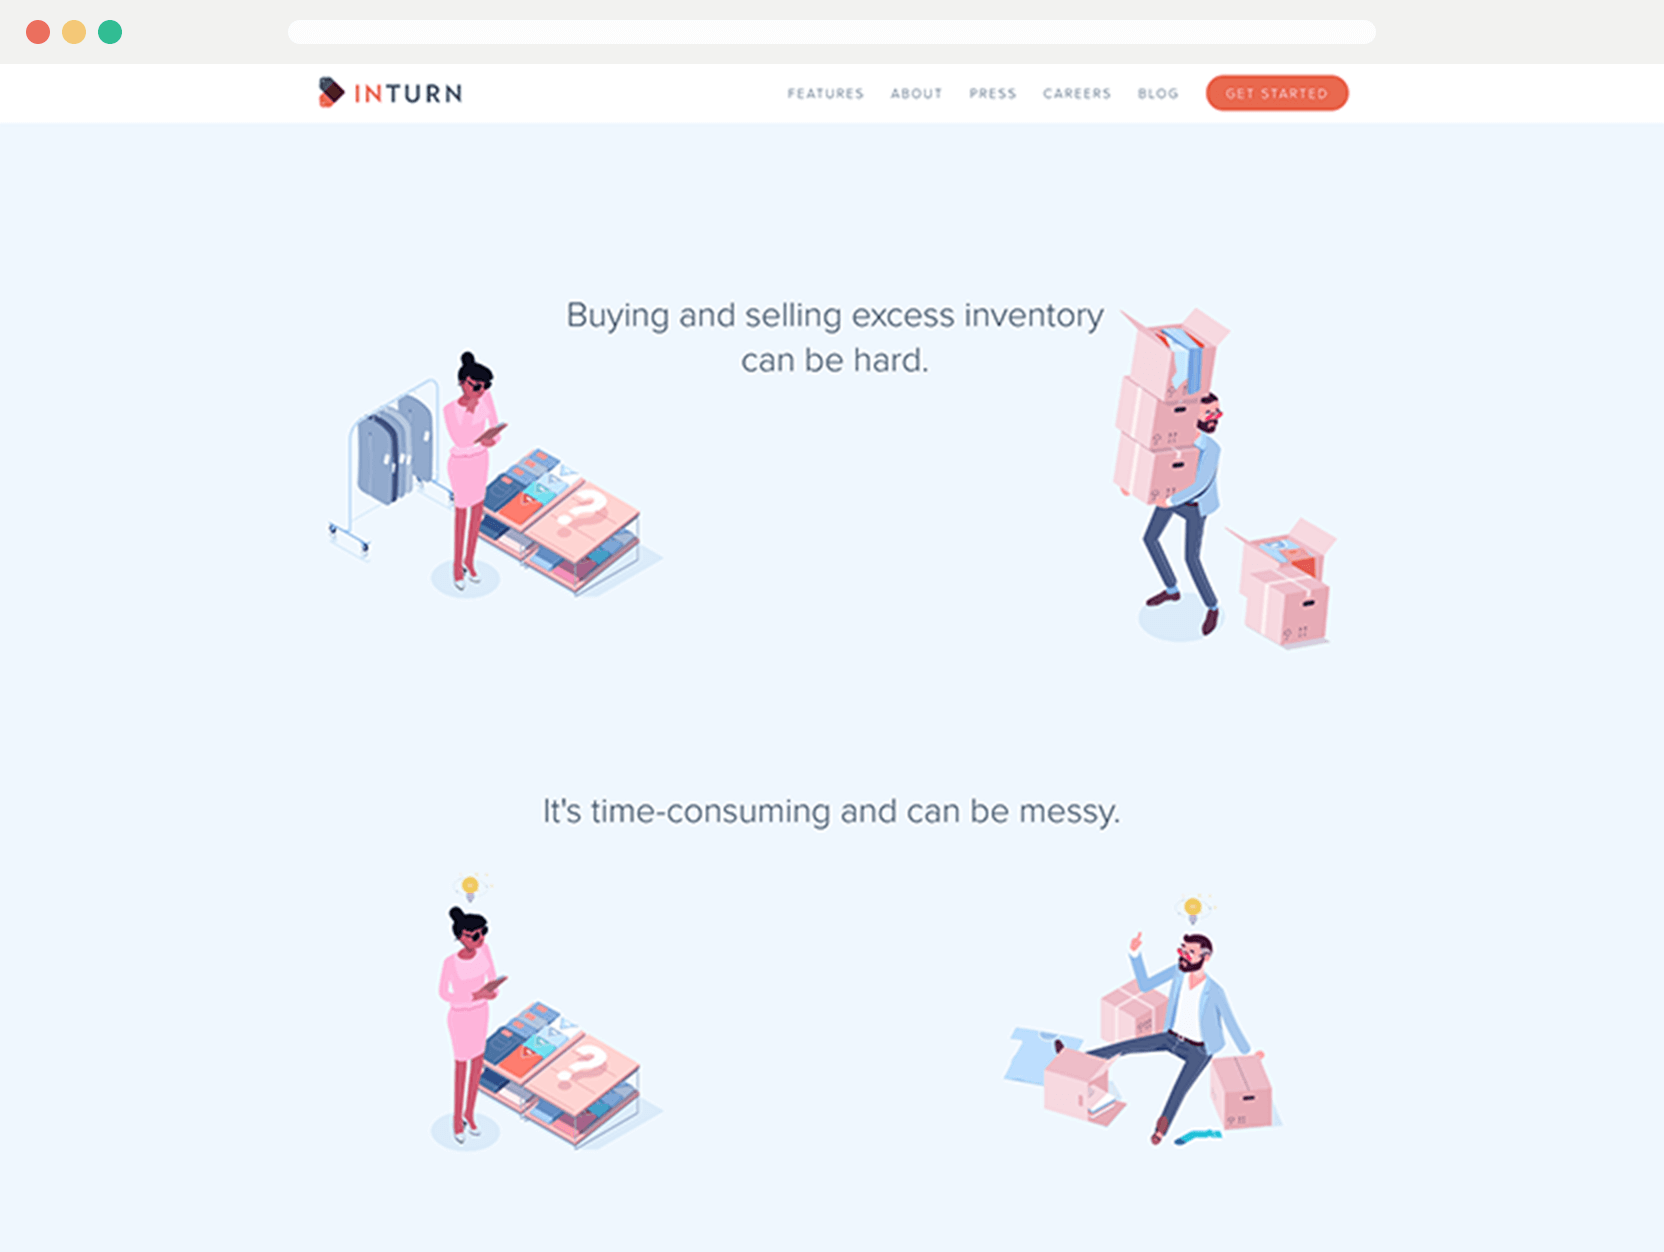 INTURN
FEATURES ABOUT PRESS CAREERS BLOG GET STARTED
Buying and selling excess inventory
can be hard.
It's time-consuming and can be messy.
?
?